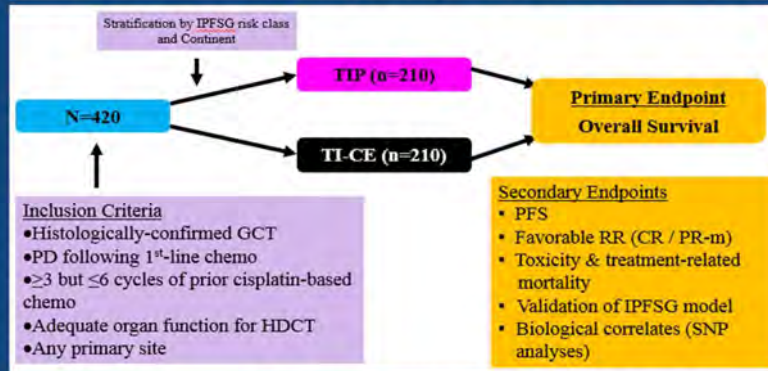 Stratification by IPFSG risk class
and Continent
TIP (n=210)
N=420
TI-CE (n=210)
Primary Endpoint
Overall Survival
Inclusion Criteria
•Histologically-confirmed GCT
•PD following 1st-line chemo
•≥3 but ≤6 cycles of prior cisplatin-based
chemo
•Adequate organ function for HDCT
•Any primary site
Secondary Endpoints
▪ PFS
▪ Favorable RR (CR / PR-m)
▪ Toxicity & treatment-related
mortality
▪ Validation of IPFSG model
▪ Biological correlates (SNP
analyses)